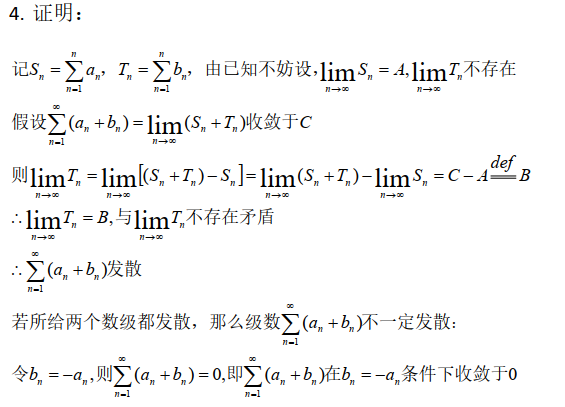 4. 证明：
记$S_n=\sum_{n=1}^{n}a_n$，$T_n=\sum_{n=1}^{n}b_n$，由已知不妨设,$\lim_{n\to\infty}S_n=A$,$\lim_{n\to\infty}T_n$不存在
假设$\sum_{n=1}^{\infty}(a_n+b_n)=\lim_{n\to\infty}(S_n+T_n)$收敛于$C$
则$\lim_{n\to\infty}T_n=\lim_{n\to\infty}[(S_n+T_n)-S_n]=\lim_{n\to\infty}(S_n+T_n)-\lim_{n\to\infty}S_n=C-A\overset{def}{=\!=}B$
∴$\lim_{n\to\infty}T_n=B$,与$\lim_{n\to\infty}T_n$不存在矛盾
∴$\sum_{n=1}^{\infty}(a_n+b_n)$发散
若所给两个数级都发散，那么级数$\sum_{n=1}^{\infty}(a_n+b_n)$不一定发散：
令$b_n=-a_n$,则$\sum_{n=1}^{\infty}(a_n+b_n)=0$,即$\sum_{n=1}^{\infty}(a_n+b_n)$在$b_n=-a_n$条件下收敛于0